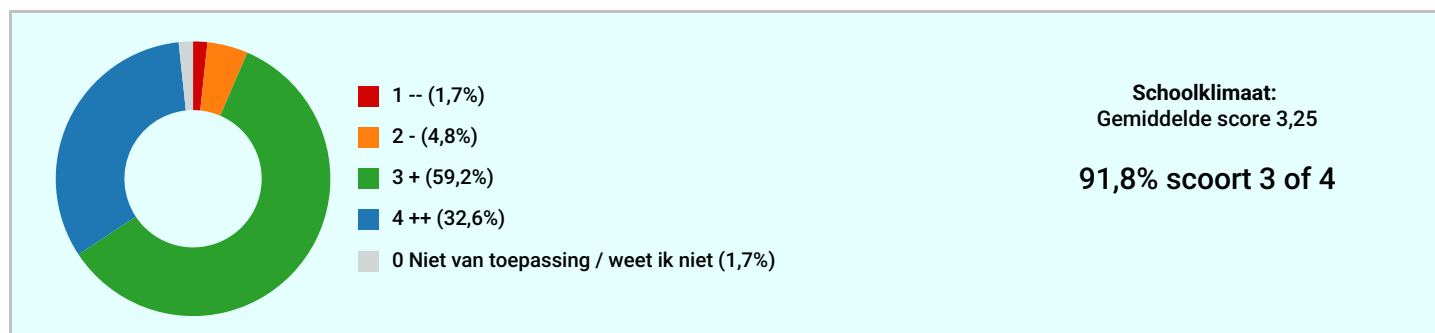 1 -- (1,7%)
2 - (4,8%)
3 + (59,2%)
4 ++ (32,6%)
0 Niet van toepassing / weet ik niet (1,7%)
Schoolklimaat:
Gemiddelde score 3,25
91,8% scoort 3 of 4